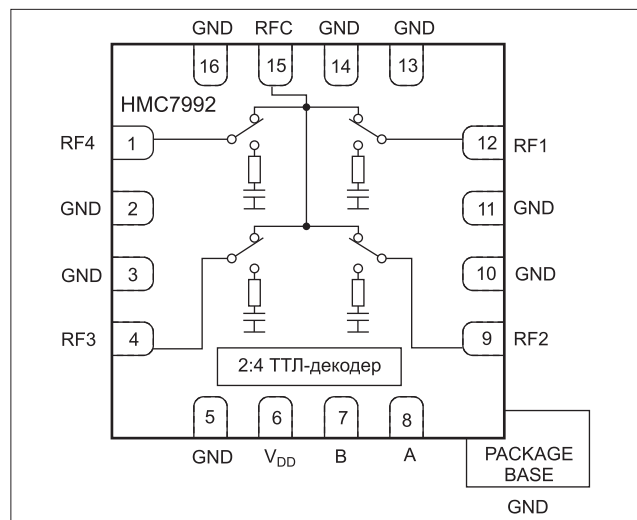 GND RFC GND GND
16 15 14 13
HMC7992
RF4 1 12 RF1
GND 2 11 GND
GND 3 10 GND
RF3 4 9 RF2
2:4 ТТЛ-декодер
5 6 7 8
GND VDD B A
PACKAGE
BASE
GND